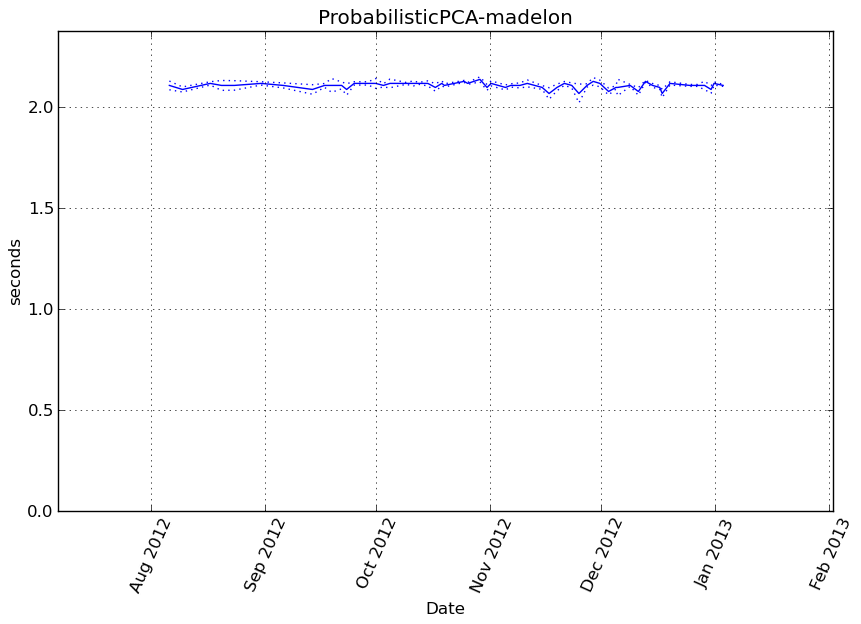 ProbabilisticPCA-madelon
2.0
1.5
1.0
0.5
0.0
seconds
Aug 2012
Sep 2012
Oct 2012
Nov 2012
Dec 2012
Jan 2013
Feb 2013
Date